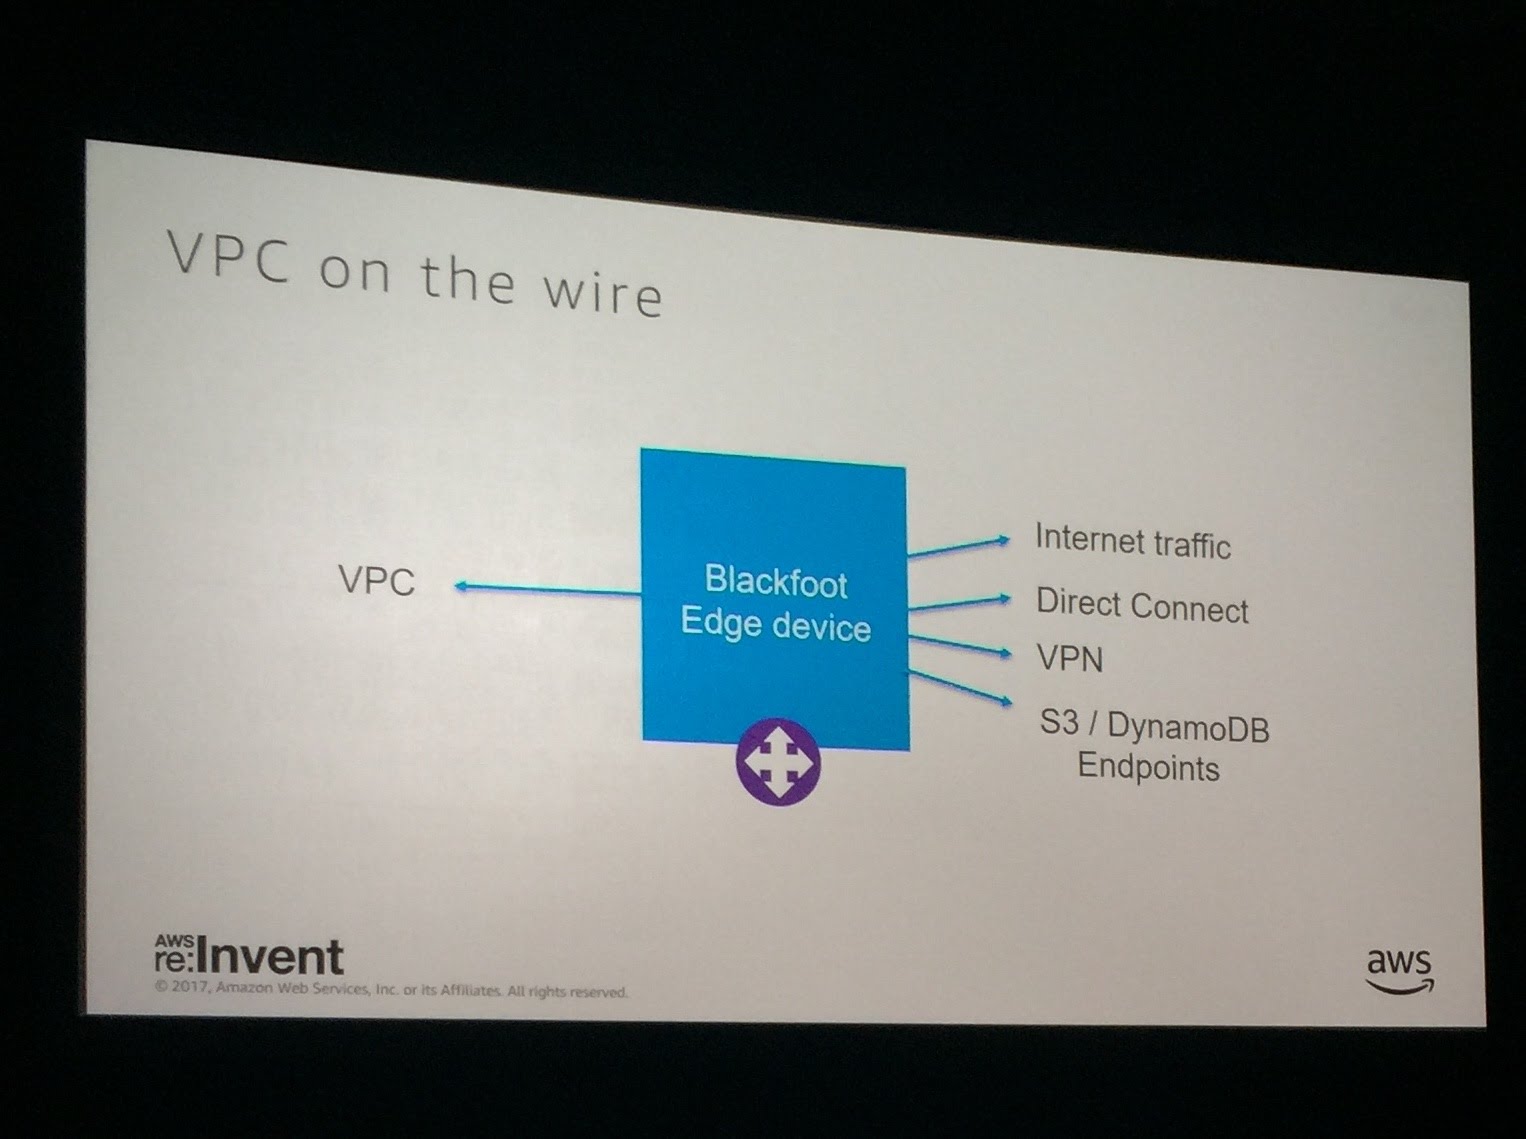 VPC on the wire
VPC
Blackfoot
Edge device
Internet traffic
Direct Connect
VPN
S3 / DynamoDB
Endpoints
AWS
re:Invent
© 2017, Amazon Web Services, Inc. or its Affiliates. All rights reserved.
aws